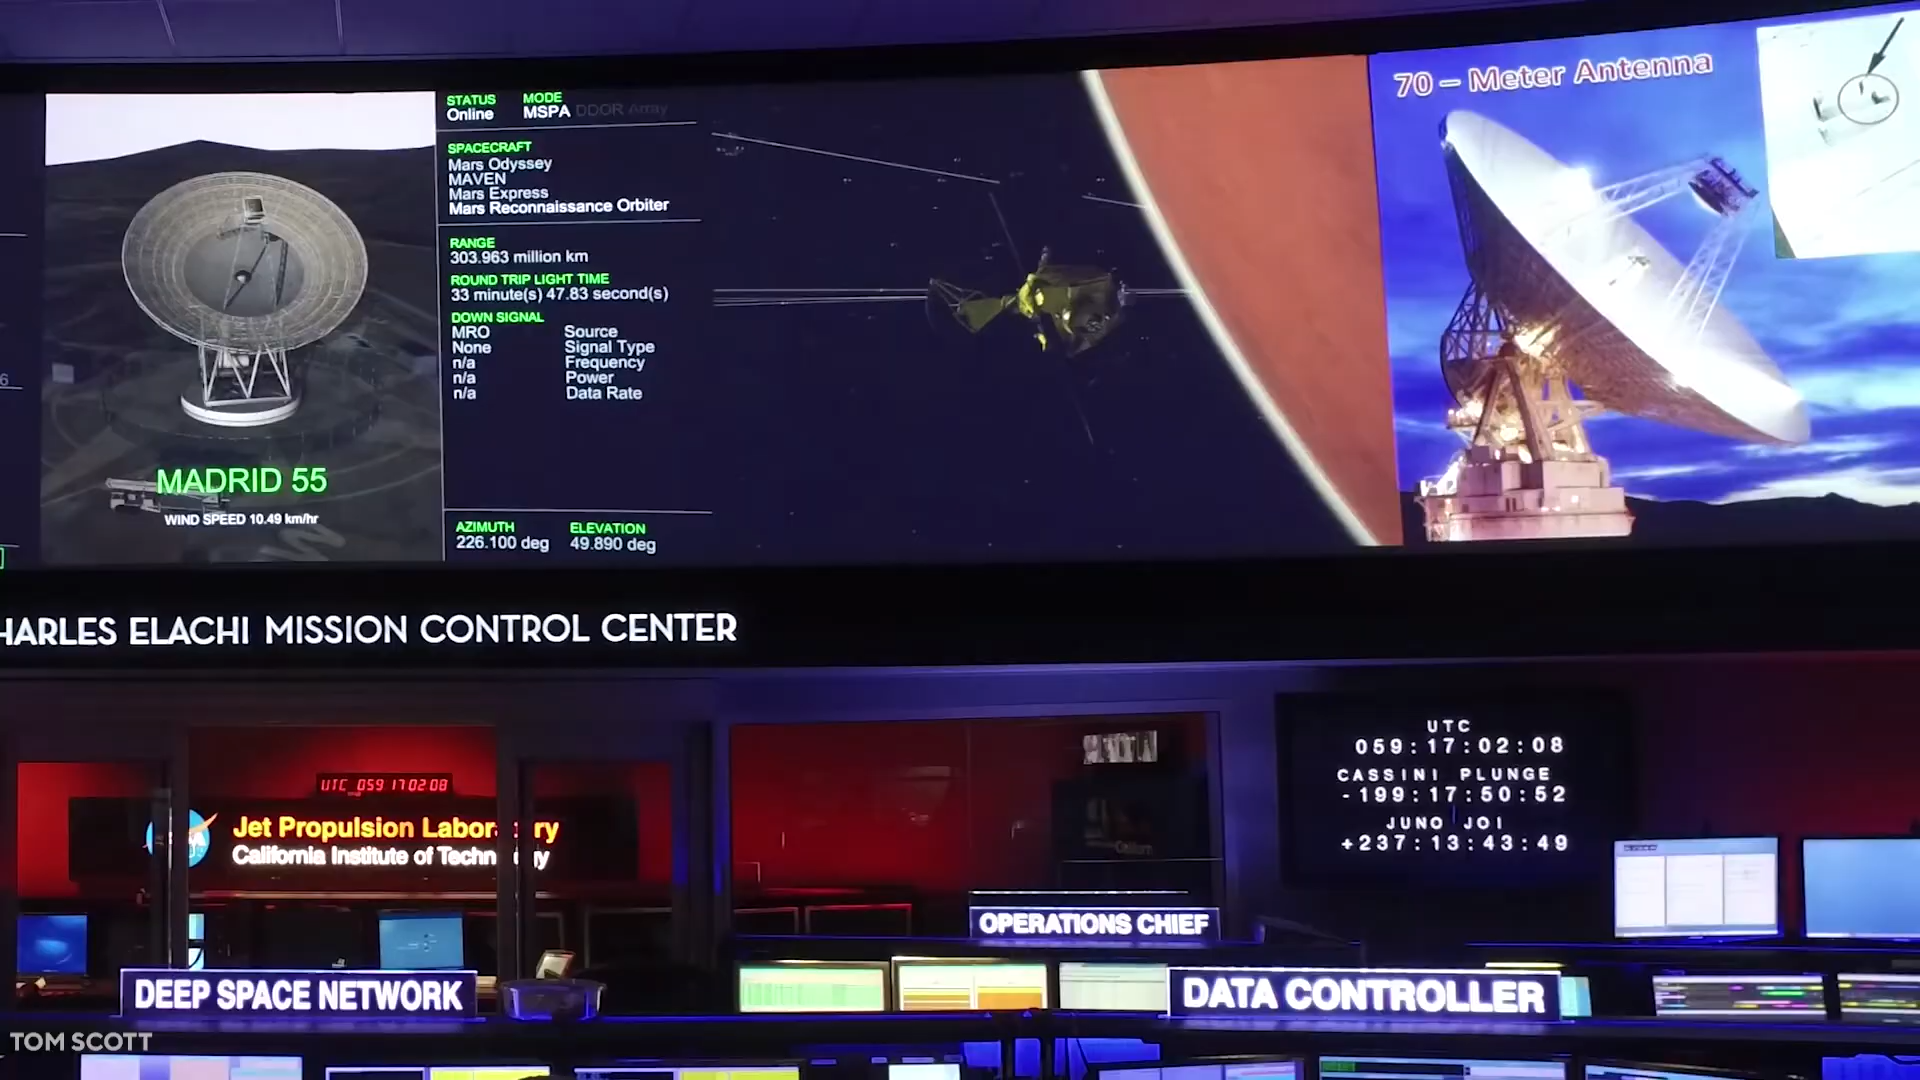 STATUS
Online
MODE
MSPA DDOR Array
SPACECRAFT
Mars Odyssey
MAVEN
Mars Express
Mars Reconnaissance Orbiter
RANGE
303.963 million km
ROUND TRIP LIGHT TIME
33 minute(s) 47.83 second(s)
DOWN SIGNAL
MRO Source
None Signal Type
n/a Frequency
n/a Power
n/a Data Rate
AZIMUTH
226.100 deg
ELEVATION
49.890 deg
MADRID 55
WIND SPEED 10.49 km/hr
70 – Meter Antenna
6
HARLES ELACHI MISSION CONTROL CENTER
UTC 059 17 02 08
Jet Propulsion Labor ry
California Institute of Techn gy
UTC
059:17:02:08
CASSINI PLUNGE
-199:17:50:52
JUNO JOI
+237:13:43:49
OPERATIONS CHIEF
DEEP SPACE NETWORK
DATA CONTROLLER
TOM SCOTT